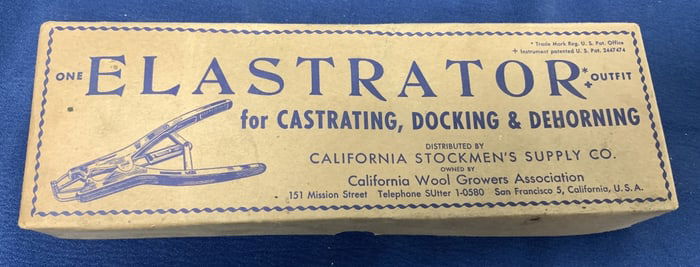 * Trade Mark Reg. U. S. Pat. Office
+ Instrument patented U. S. Pat. 2447474
ONE ELASTRATOR*+ OUTFIT
for CASTRATING, DOCKING & DEHORNING
DISTRIBUTED BY
CALIFORNIA STOCKMEN'S SUPPLY CO.
OWNED BY
California Wool Growers Association
151 Mission Street Telephone SUtter 1-0580 San Francisco 5, California, U. S. A.